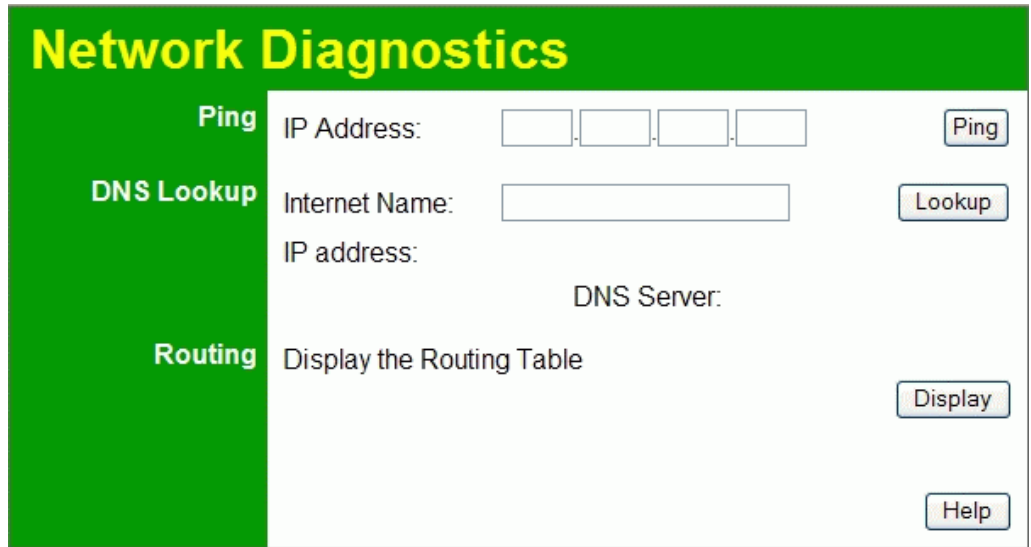 Network Diagnostics
Ping IP Address: . . . Ping
DNS Lookup Internet Name: Lookup
IP address:
DNS Server:
Routing Display the Routing Table
Display
Help